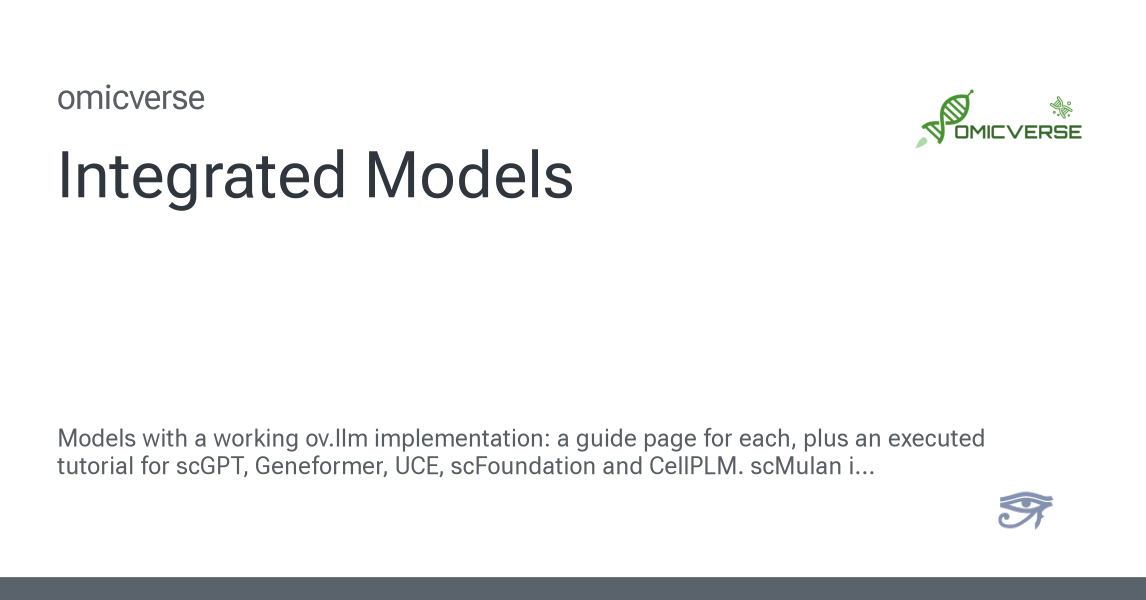 omicverse
OMICVERSE
Integrated Models
Models with a working ov.llm implementation: a guide page for each, plus an executed
tutorial for scGPT, Geneformer, UCE, scFoundation and CellPLM. scMulan i...